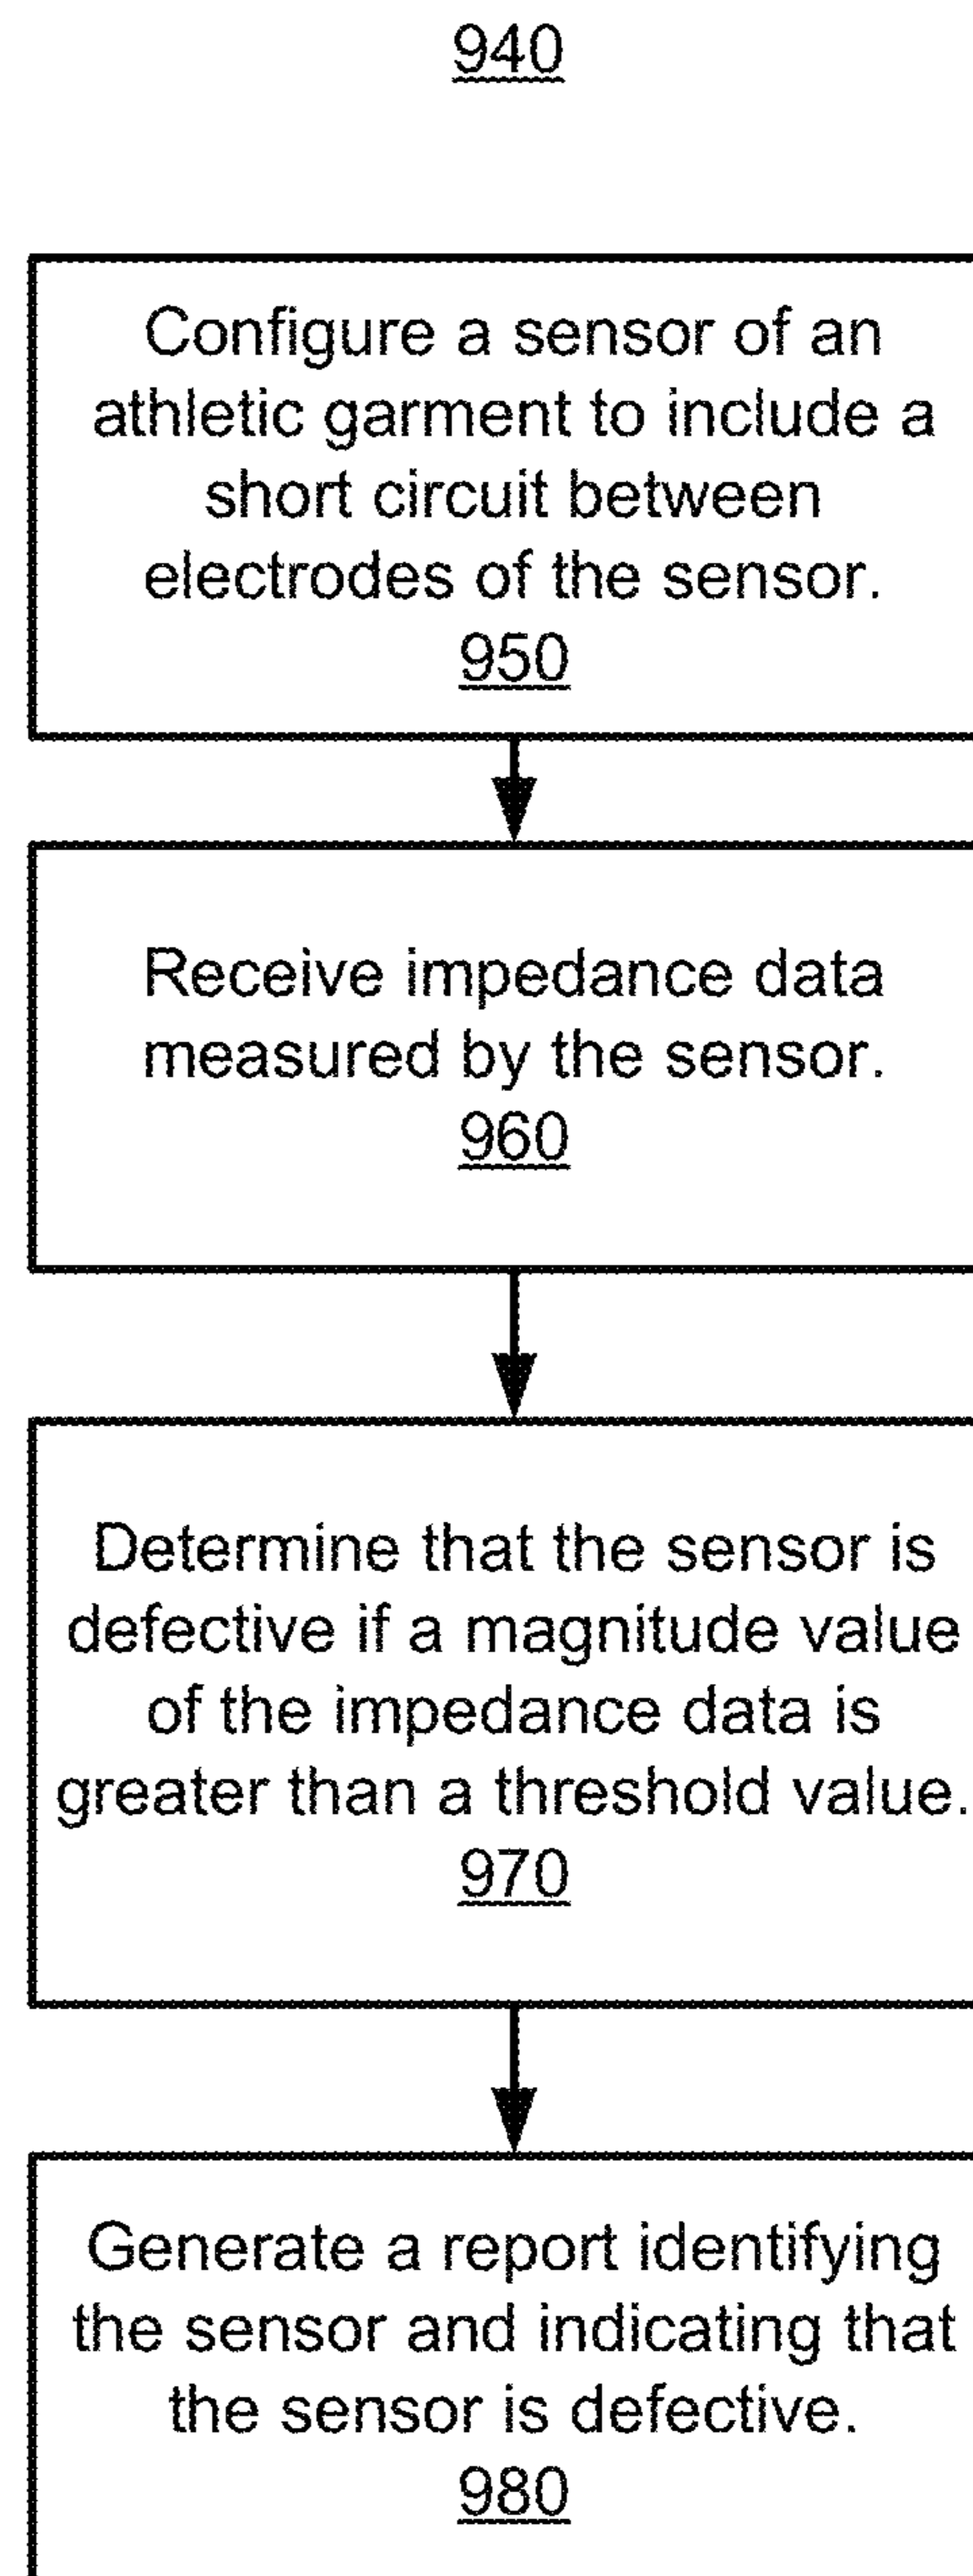 940
Configure a sensor of an
athletic garment to include a
short circuit between
electrodes of the sensor.
950
Receive impedance data
measured by the sensor.
960
Determine that the sensor is
defective if a magnitude value
of the impedance data is
greater than a threshold value.
970
Generate a report identifying
the sensor and indicating that
the sensor is defective.
980